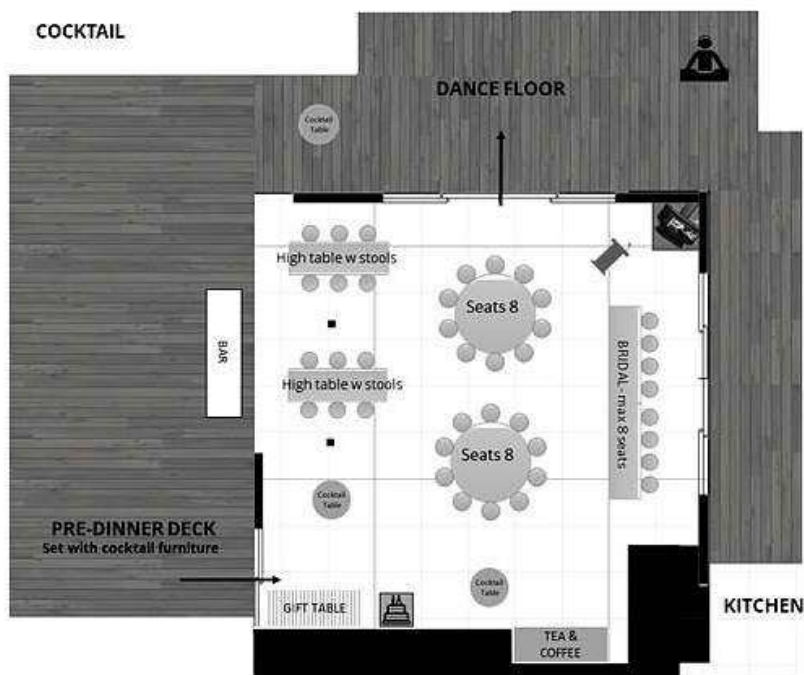 COCKTAIL
DANCE FLOOR
Cocktail
Table
High table w stools
Seats 8
BAR
High table w stools
BRIDAL - max 8 seats
Seats 8
Cocktail
Table
PRE-DINNER DECK
Set with cocktail furniture
Cocktail
Table
GIFT TABLE
KITCHEN
TEA &
COFFEE